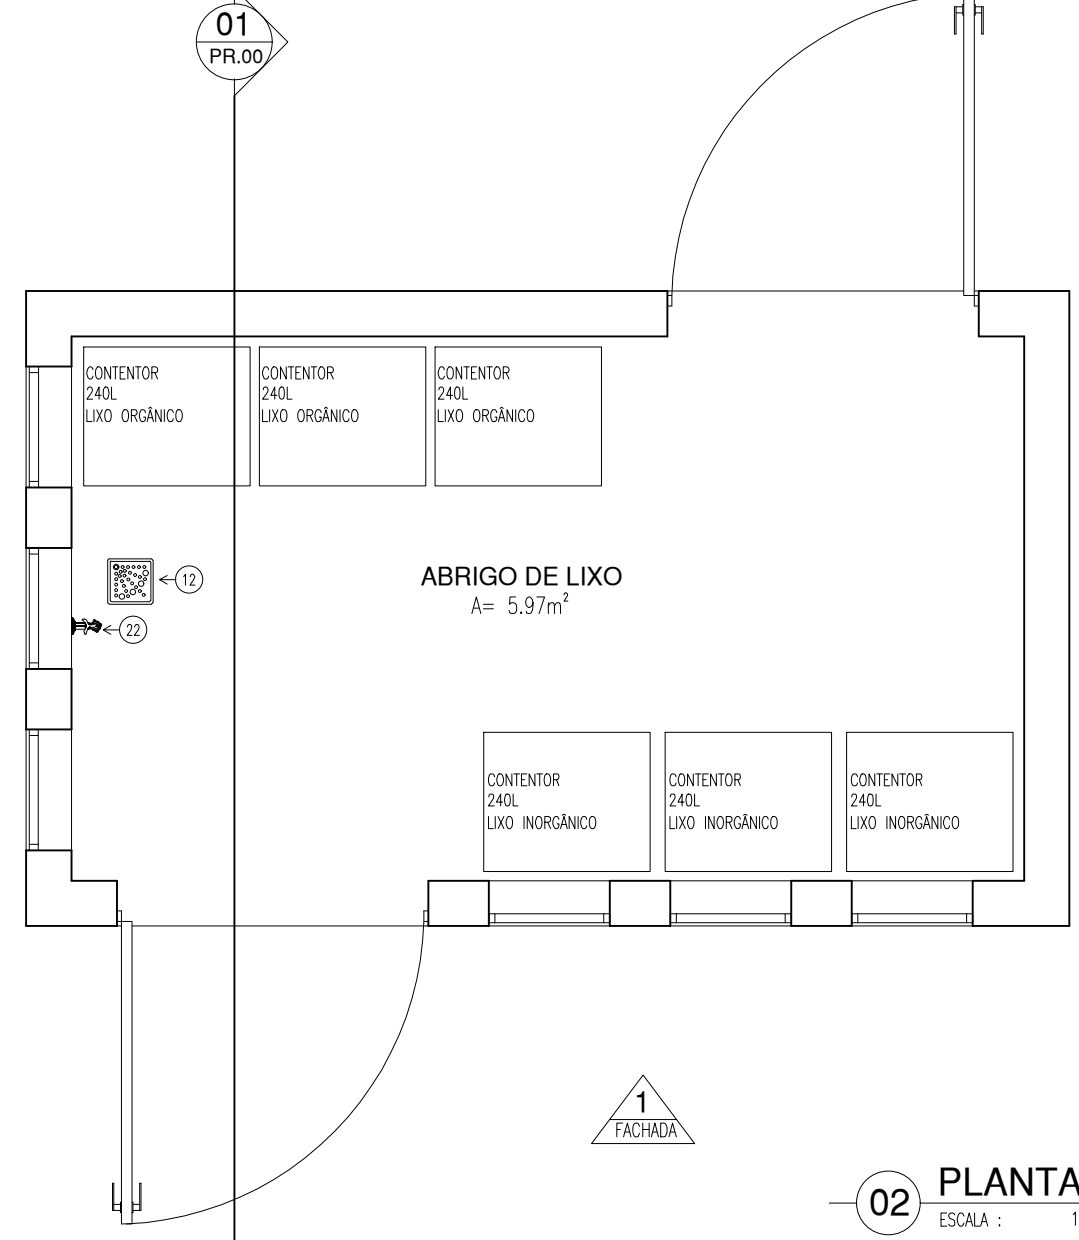 01
PR.00
CONTENTOR
240L
LIXO ORGÂNICO
CONTENTOR
240L
LIXO ORGÂNICO
CONTENTOR
240L
LIXO ORGÂNICO
12
22
ABRIGO DE LIXO
A= 5.97m²
CONTENTOR
240L
LIXO INORGÂNICO
CONTENTOR
240L
LIXO INORGÂNICO
CONTENTOR
240L
LIXO INORGÂNICO
1
FACHADA
02
PLANTA
ESCALA : 1